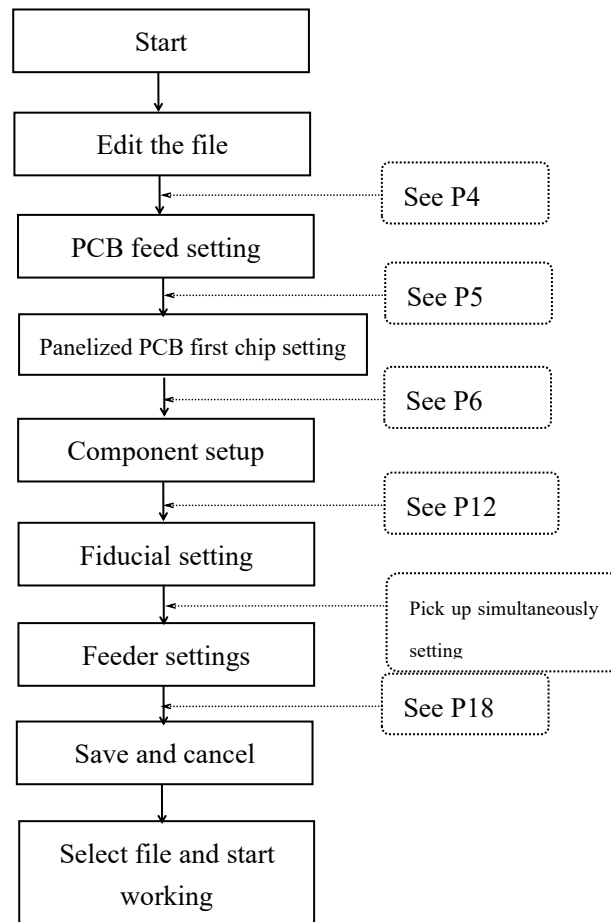 Start
Edit the file
See P4
PCB feed setting
See P5
Panelized PCB first chip setting
See P6
Component setup
See P12
Fiducial setting
Pick up simultaneously
setting
Feeder settings
See P18
Save and cancel
Select file and start
working